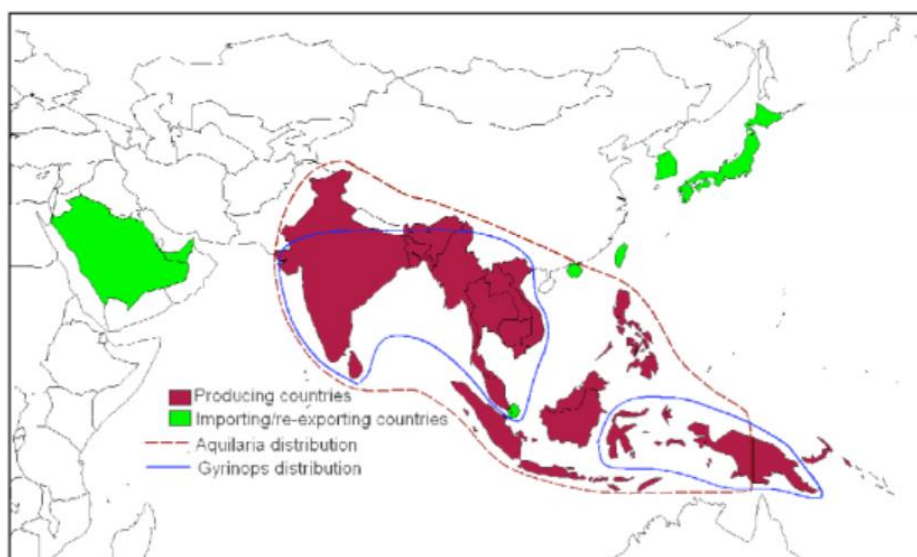 Producing countries
Importing/re-exporting countries
Aquilaria distribution
Gyrinops distribution